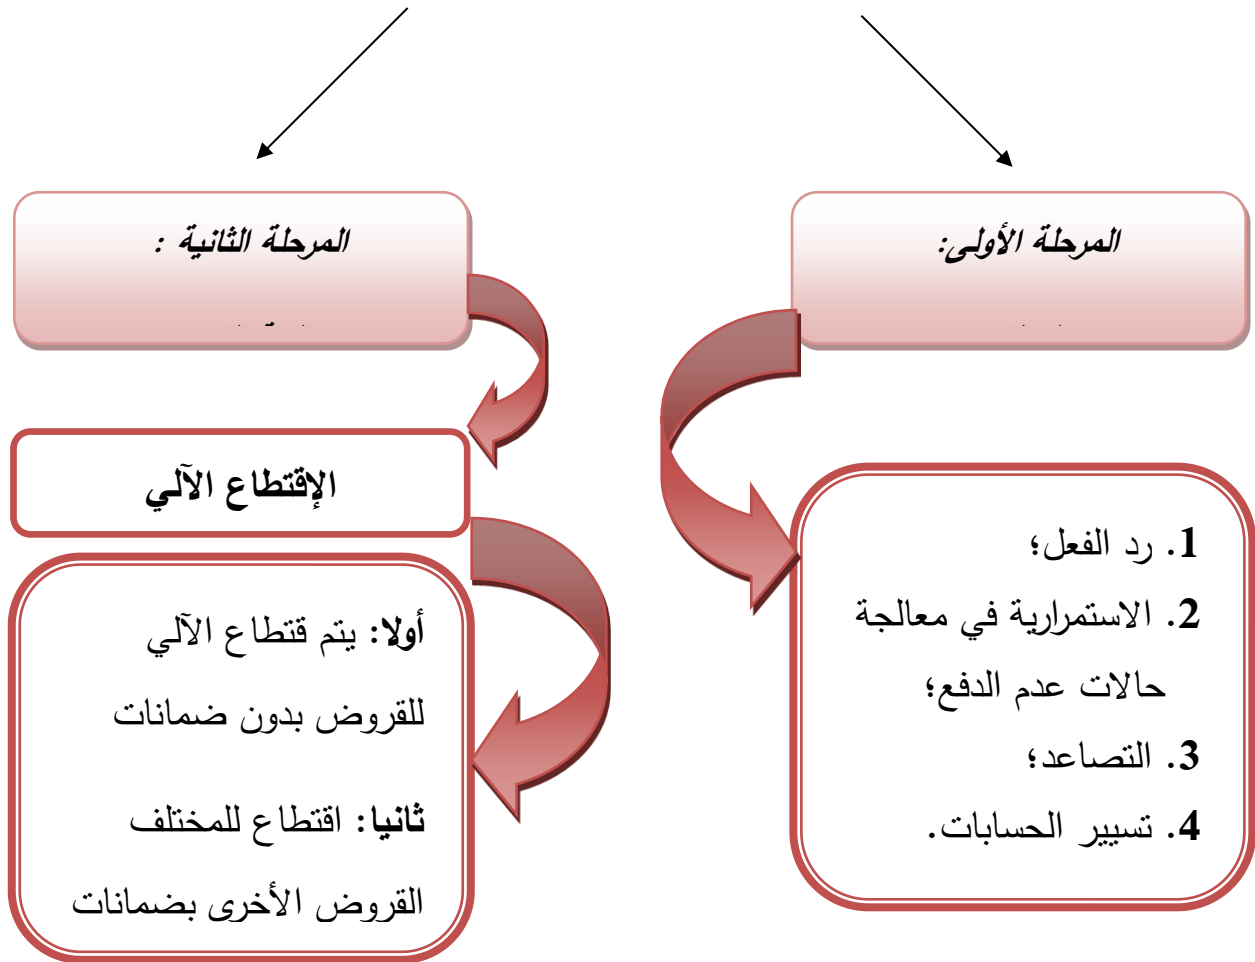 المرحلة الأولى:
1. رد الفعل؛
2. الاستمرارية في معالجة
حالات عدم الدفع؛
3. التصاعد؛
4. تسيير الحسابات.
المرحلة الثانية :
الإقتطاع الآلي
أولا: يتم قتطاع الآلي
للقروض بدون ضمانات
ثانيا: اقتطاع للمختلف
القروض الأخرى بضمانات